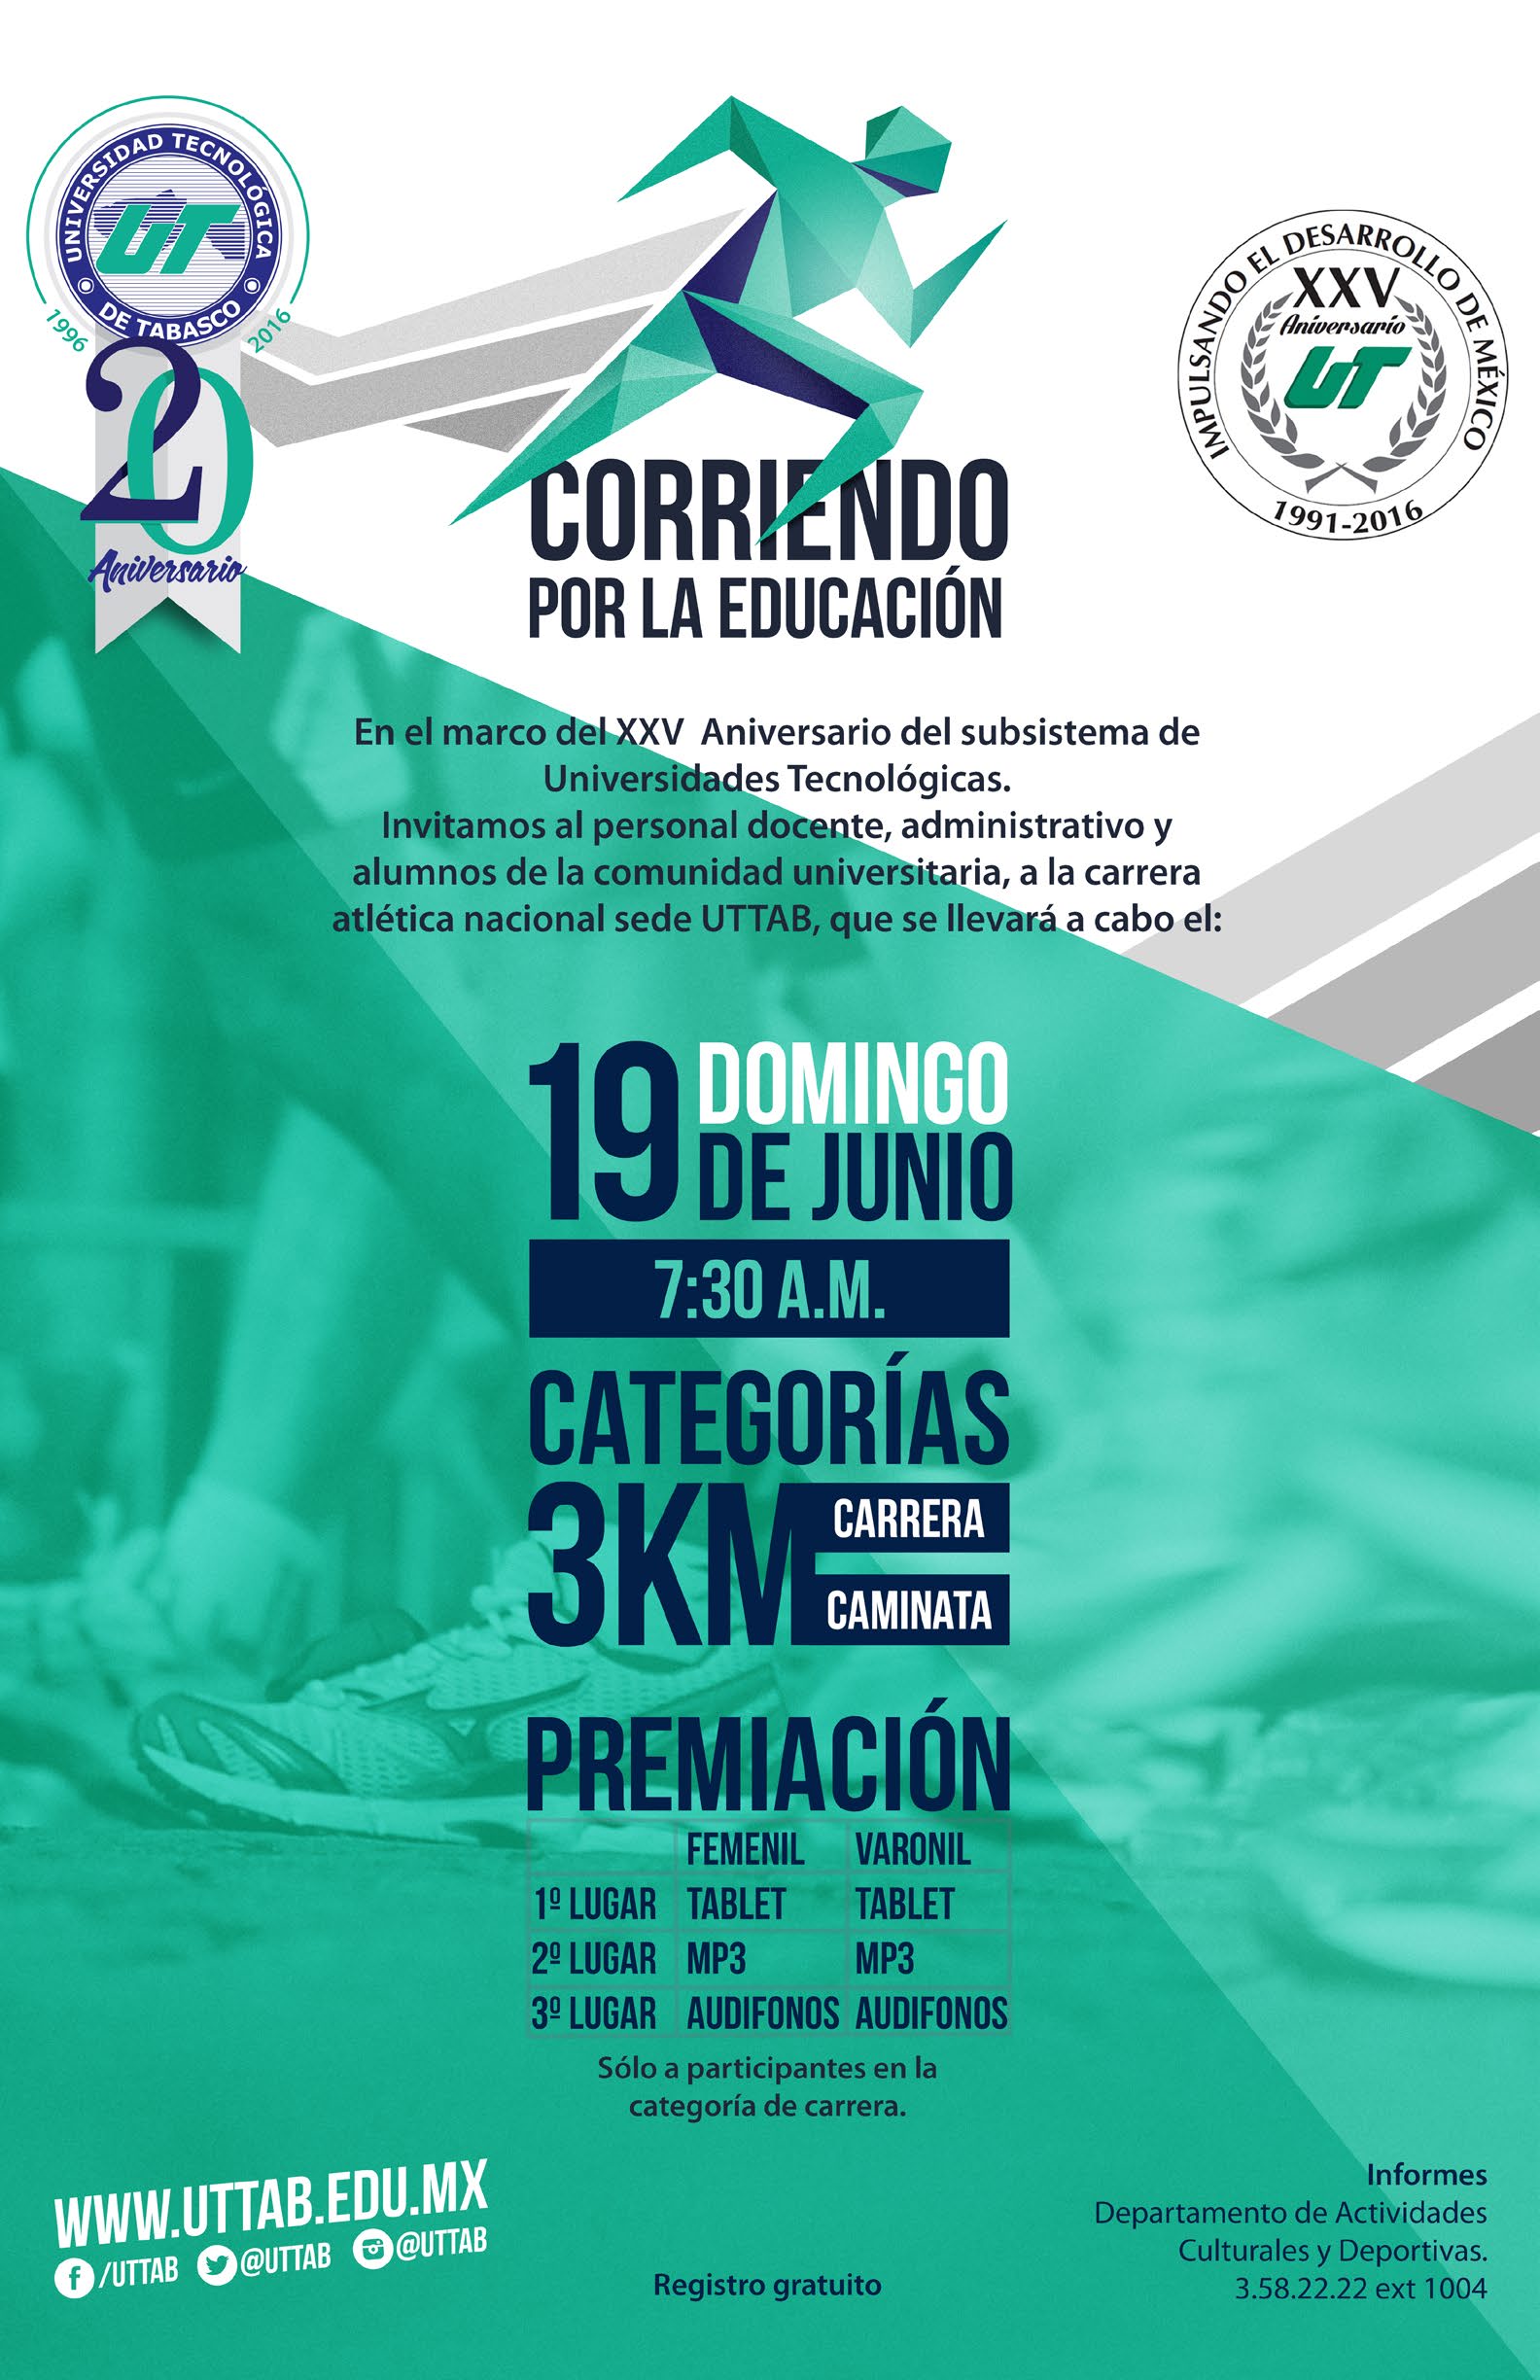 UNIVERSIDAD TECNOLÓGICA
DE TABASCO
UT
1996 2016
20
Aniversario
IMPULSANDO EL DESARROLLO DE MÉXICO
XXV
Aniversario
UT
1991-2016
CORRIENDO
POR LA EDUCACIÓN
En el marco del XXV Aniversario del subsistema de
Universidades Tecnológicas.
Invitamos al personal docente, administrativo y
alumnos de la comunidad universitaria, a la carrera
atlética nacional sede UTTAB, que se llevará a cabo el:
19 DOMINGO
DE JUNIO
7:30 A.M.
CATEGORÍAS
3KM CARRERA
CAMINATA
PREMIACIÓN
FEMENIL VARONIL
1º LUGAR TABLET TABLET
2º LUGAR MP3 MP3
3º LUGAR AUDIFONOS AUDIFONOS
Sólo a participantes en la
categoría de carrera.
WWW.UTTAB.EDU.MX
f /UTTAB @UTTAB @UTTAB
Registro gratuito
Informes
Departamento de Actividades
Culturales y Deportivas.
3.58.22.22 ext 1004